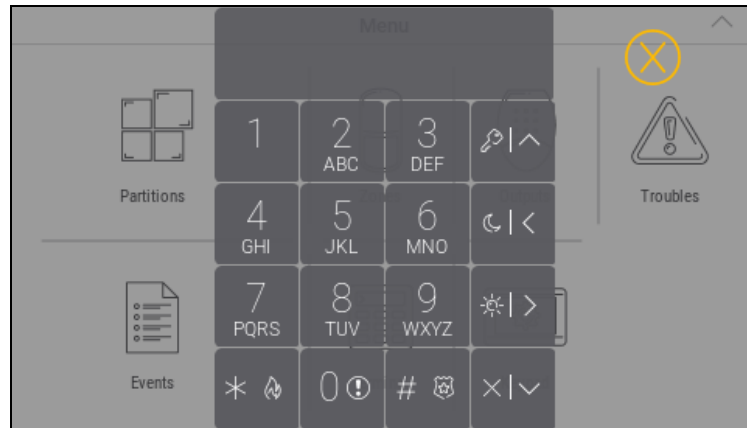 Menu
1
2
3
ABC
DEF
Partitions
Troubles
4
5
6
GHI
JKL
MNO
7
8
9
PQRS
TUV
WXYZ
Events
* 
0
#